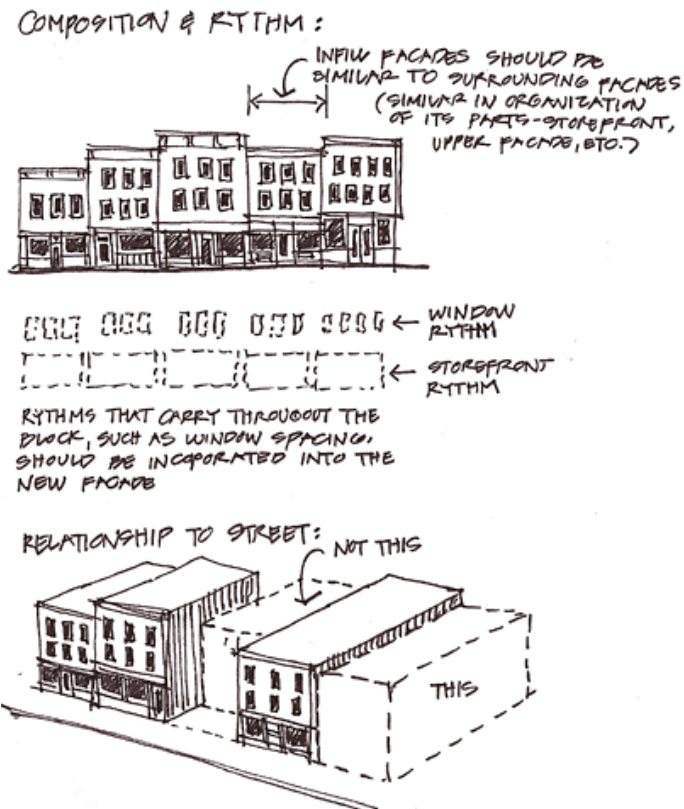 COMPOSITION & RYTHM:
INFILL FACADES SHOULD BE
SIMILAR TO SURROUNDING FACADES
(SIMILAR IN ORGANIZATION
OF ITS PARTS-STOREFRONT,
UPPER FACADE, ETC.)
WINDOW
RYTHM
STOREFRONT
RYTHM
RYTHMS THAT CARRY THROUGOUT THE
BLOCK, SUCH AS WINDOW SPACING,
SHOULD BE INCOPORATED INTO THE
NEW FACADE
RELATIONSHIP TO STREET:
NOT THIS
THIS